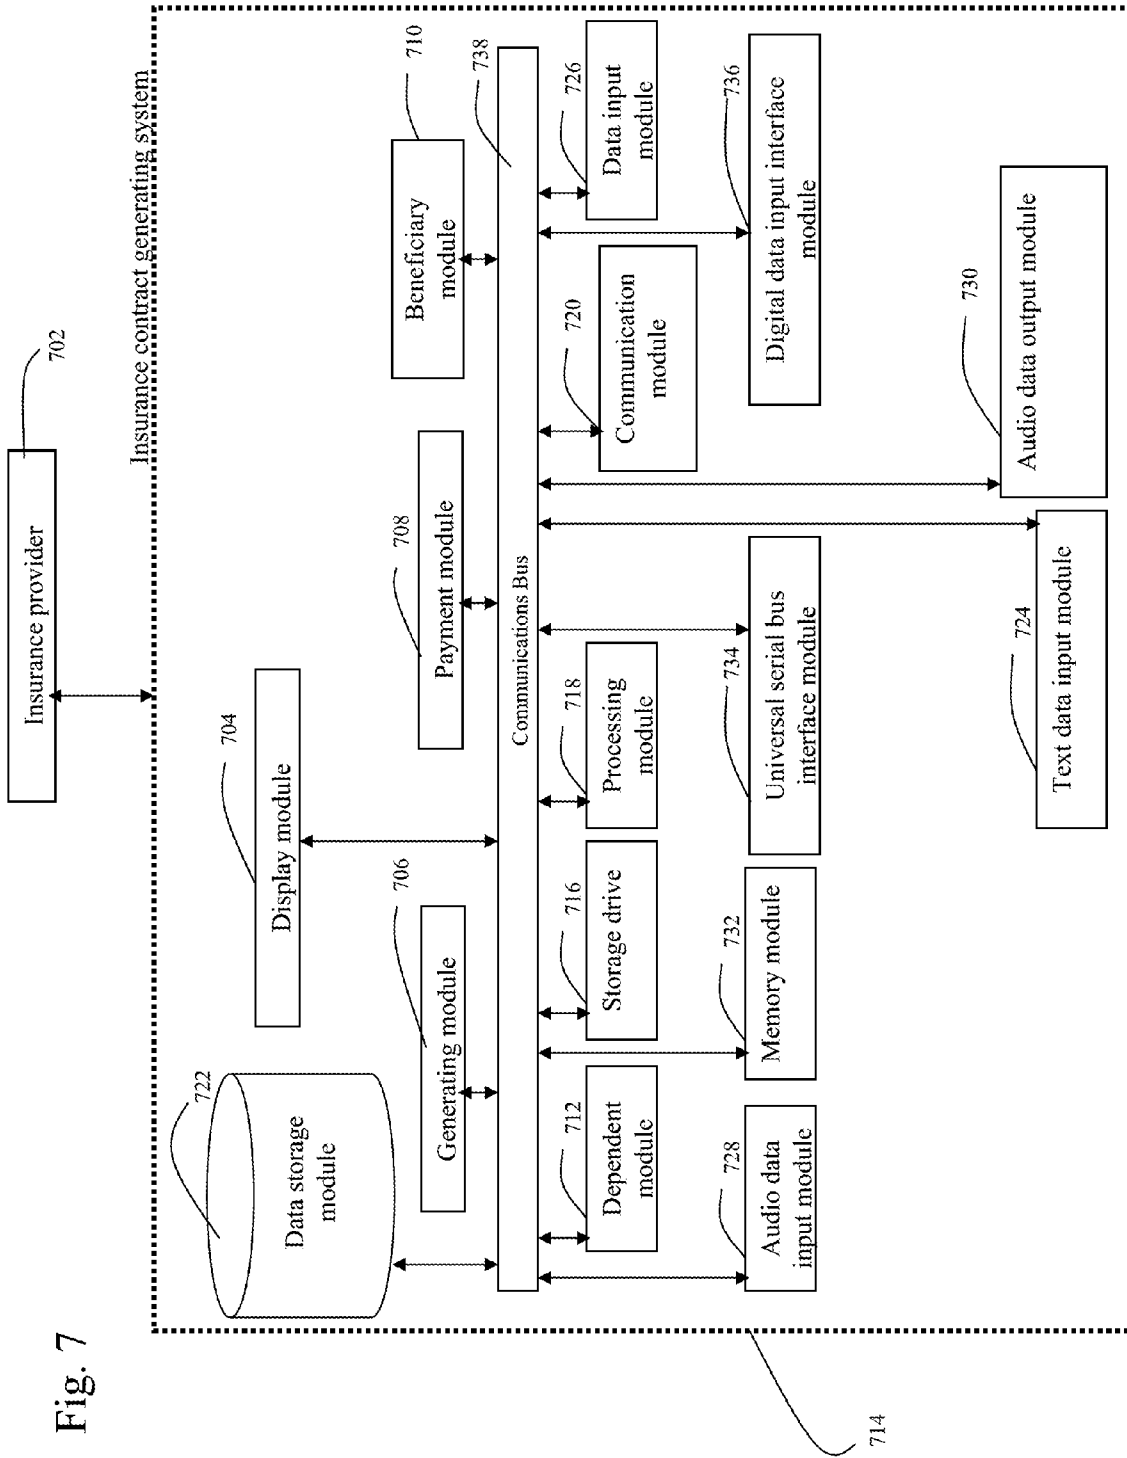 Fig. 7
Insurance provider
702
Insurance contract generating system
722
Data storage
module
Display module
704
Generating module
706
Payment module
708
Beneficiary
module
710
Communications Bus
738
Dependent
module
712
Storage drive
716
Processing
module
718
Communication
module
720
Data input
module
726
Audio data
input module
728
Memory module
732
Universal serial bus
interface module
734
Digital data input interface
module
736
Text data input module
724
Audio data output module
730
714